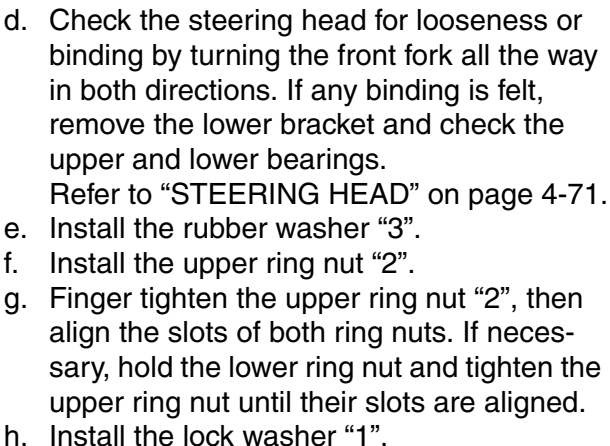 d. Check the steering head for looseness or
binding by turning the front fork all the way
in both directions. If any binding is felt,
remove the lower bracket and check the
upper and lower bearings.
Refer to “STEERING HEAD” on page 4-71.
e. Install the rubber washer “3”.
f. Install the upper ring nut “2”.
g. Finger tighten the upper ring nut “2”, then
align the slots of both ring nuts. If neces-
sary, hold the lower ring nut and tighten the
upper ring nut until their slots are aligned.
h. Install the lock washer “1”.